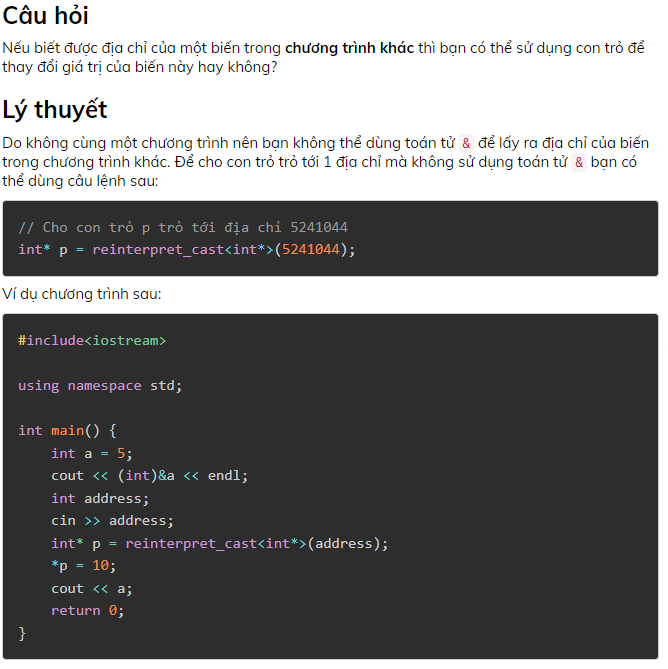 Câu hỏi
Nếu biết được địa chỉ của một biến trong chương trình khác thì bạn có thể sử dụng con trỏ để
thay đổi giá trị của biến này hay không?
Lý thuyết
Do không cùng một chương trình nên bạn không thể dùng toán tử & để lấy ra địa chỉ của biến
trong chương trình khác. Để cho con trỏ trỏ tới 1 địa chỉ mà không sử dụng toán tử & bạn có
thể dùng câu lệnh sau:
// Cho con trỏ p trỏ tới địa chỉ 5241044
int* p = reinterpret_cast<int*>(5241044);
Ví dụ chương trình sau:
#include<iostream>
using namespace std;
int main() {
    int a = 5;
    cout << (int)&a << endl;
    int address;
    cin >> address;
    int* p = reinterpret_cast<int*>(address);
    *p = 10;
    cout << a;
    return 0;
}